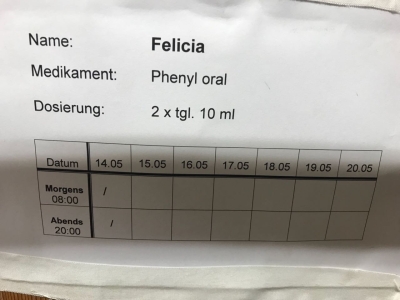 Name: Felicia
Medikament: Phenyl oral
Dosierung: 2 x tgl. 10 ml
Datum 14.05 15.05 16.05 17.05 18.05 19.05 20.05
Morgens /
08:00
Abends /
20:00